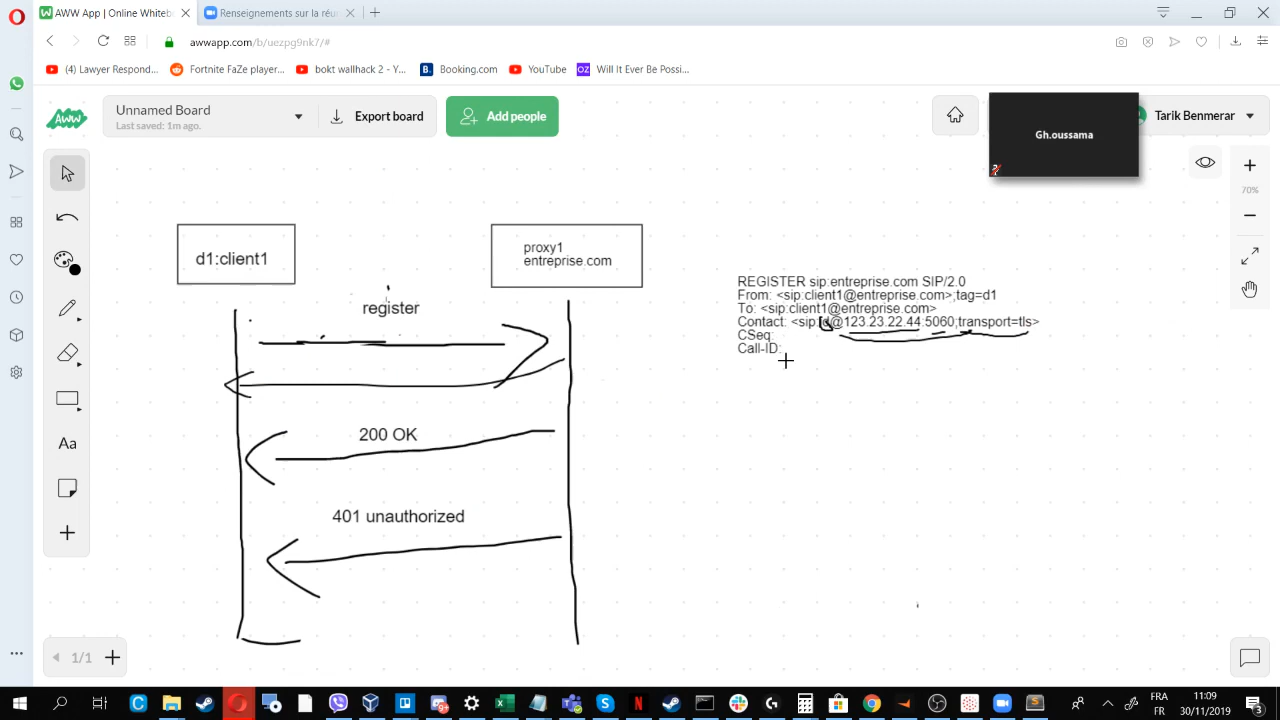 AWW App | Online Whiteb
Renseignements sur la réu
awwapp.com/b/uezpg9nk7/#
(4) Lawyer Respond...
Fortnite FaZe player...
bokt wallhack 2 - Y...
Booking.com
YouTube
Will It Ever Be Possi...
AWW
Unnamed Board
Last saved: 1m ago.
Export board
Add people
Gh.oussama
Tarik Benmerar
70%
Aa
d1:client1
proxy1
entreprise.com
register
200 OK
401 unauthorized
REGISTER sip:entreprise.com SIP/2.0
From: <sip:client1@entreprise.com>;tag=d1
To: <sip:client1@entreprise.com>
Contact: <sip:@123.23.22.44:5060;transport=tls>
CSeq:
Call-ID:
1/1
FRA
FR
11:09
30/11/2019
3